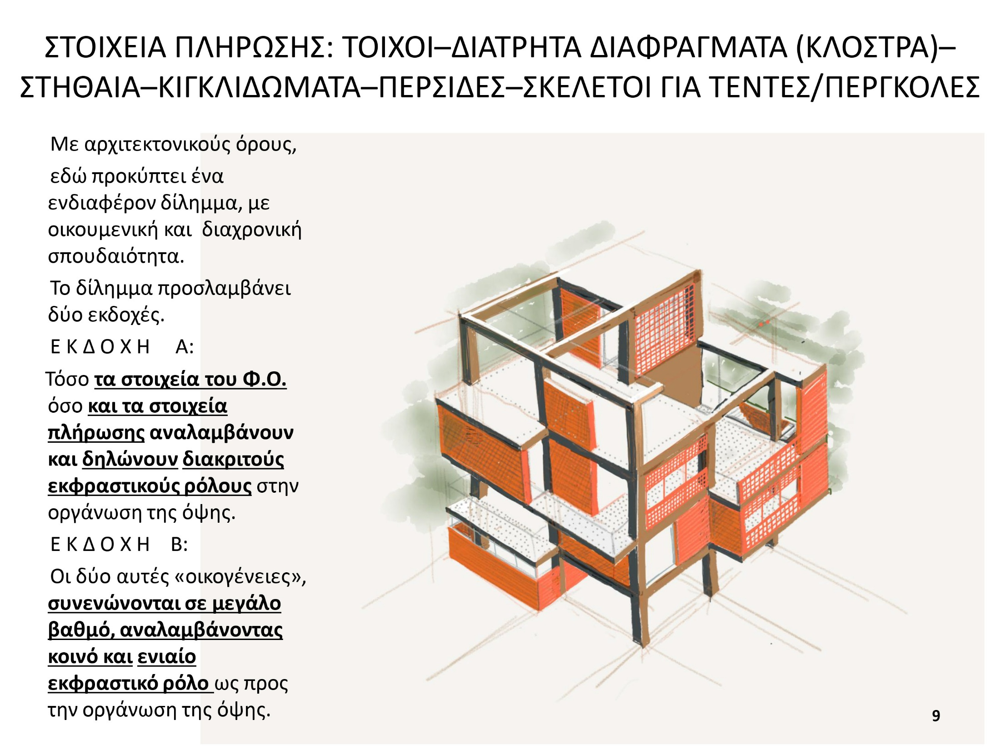 ΣΤΟΙΧΕΙΑ ΠΛΗΡΩΣΗΣ: ΤΟΙΧΟΙ–ΔΙΑΤΡΗΤΑ ΔΙΑΦΡΑΓΜΑΤΑ (ΚΛΟΣΤΡΑ)–
ΣΤΗΘΑΙΑ–ΚΙΓΚΛΙΔΩΜΑΤΑ–ΠΕΡΣΙΔΕΣ–ΣΚΕΛΕΤΟΙ ΓΙΑ ΤΕΝΤΕΣ/ΠΕΡΓΚΟΛΕΣ
Με αρχιτεκτονικούς όρους,
εδώ προκύπτει ένα
ενδιαφέρον δίλημμα, με
οικουμενική και διαχρονική
σπουδαιότητα.
Το δίλημμα προσλαμβάνει
δύο εκδοχές.
Ε Κ Δ Ο Χ Η Α:
Τόσο τα στοιχεία του Φ.Ο.
όσο και τα στοιχεία
πλήρωσης αναλαμβάνουν
και δηλώνουν διακριτούς
εκφραστικούς ρόλους στην
οργάνωση της όψης.
Ε Κ Δ Ο Χ Η Β:
Οι δύο αυτές «οικογένειες»,
συνενώνονται σε μεγάλο
βαθμό, αναλαμβάνοντας
κοινό και ενιαίο
εκφραστικό ρόλο ως προς
την οργάνωση της όψης.
9